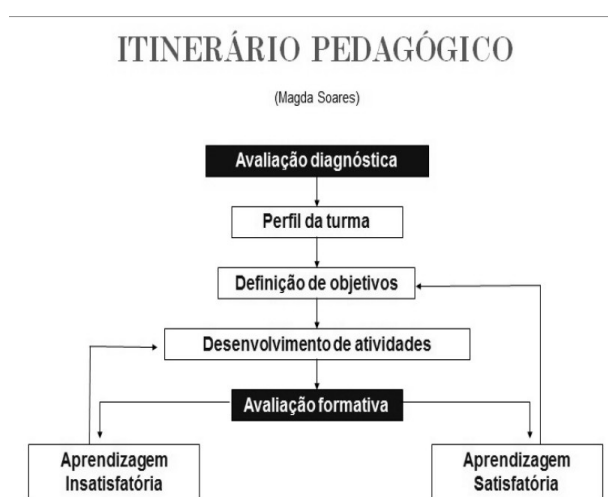 ITINERÁRIO PEDAGÓGICO
(Magda Soares)
Avaliação diagnóstica
Perfil da turma
Definição de objetivos
Desenvolvimento de atividades
Avaliação formativa
Aprendizagem
Insatisfatória
Aprendizagem
Satisfatória